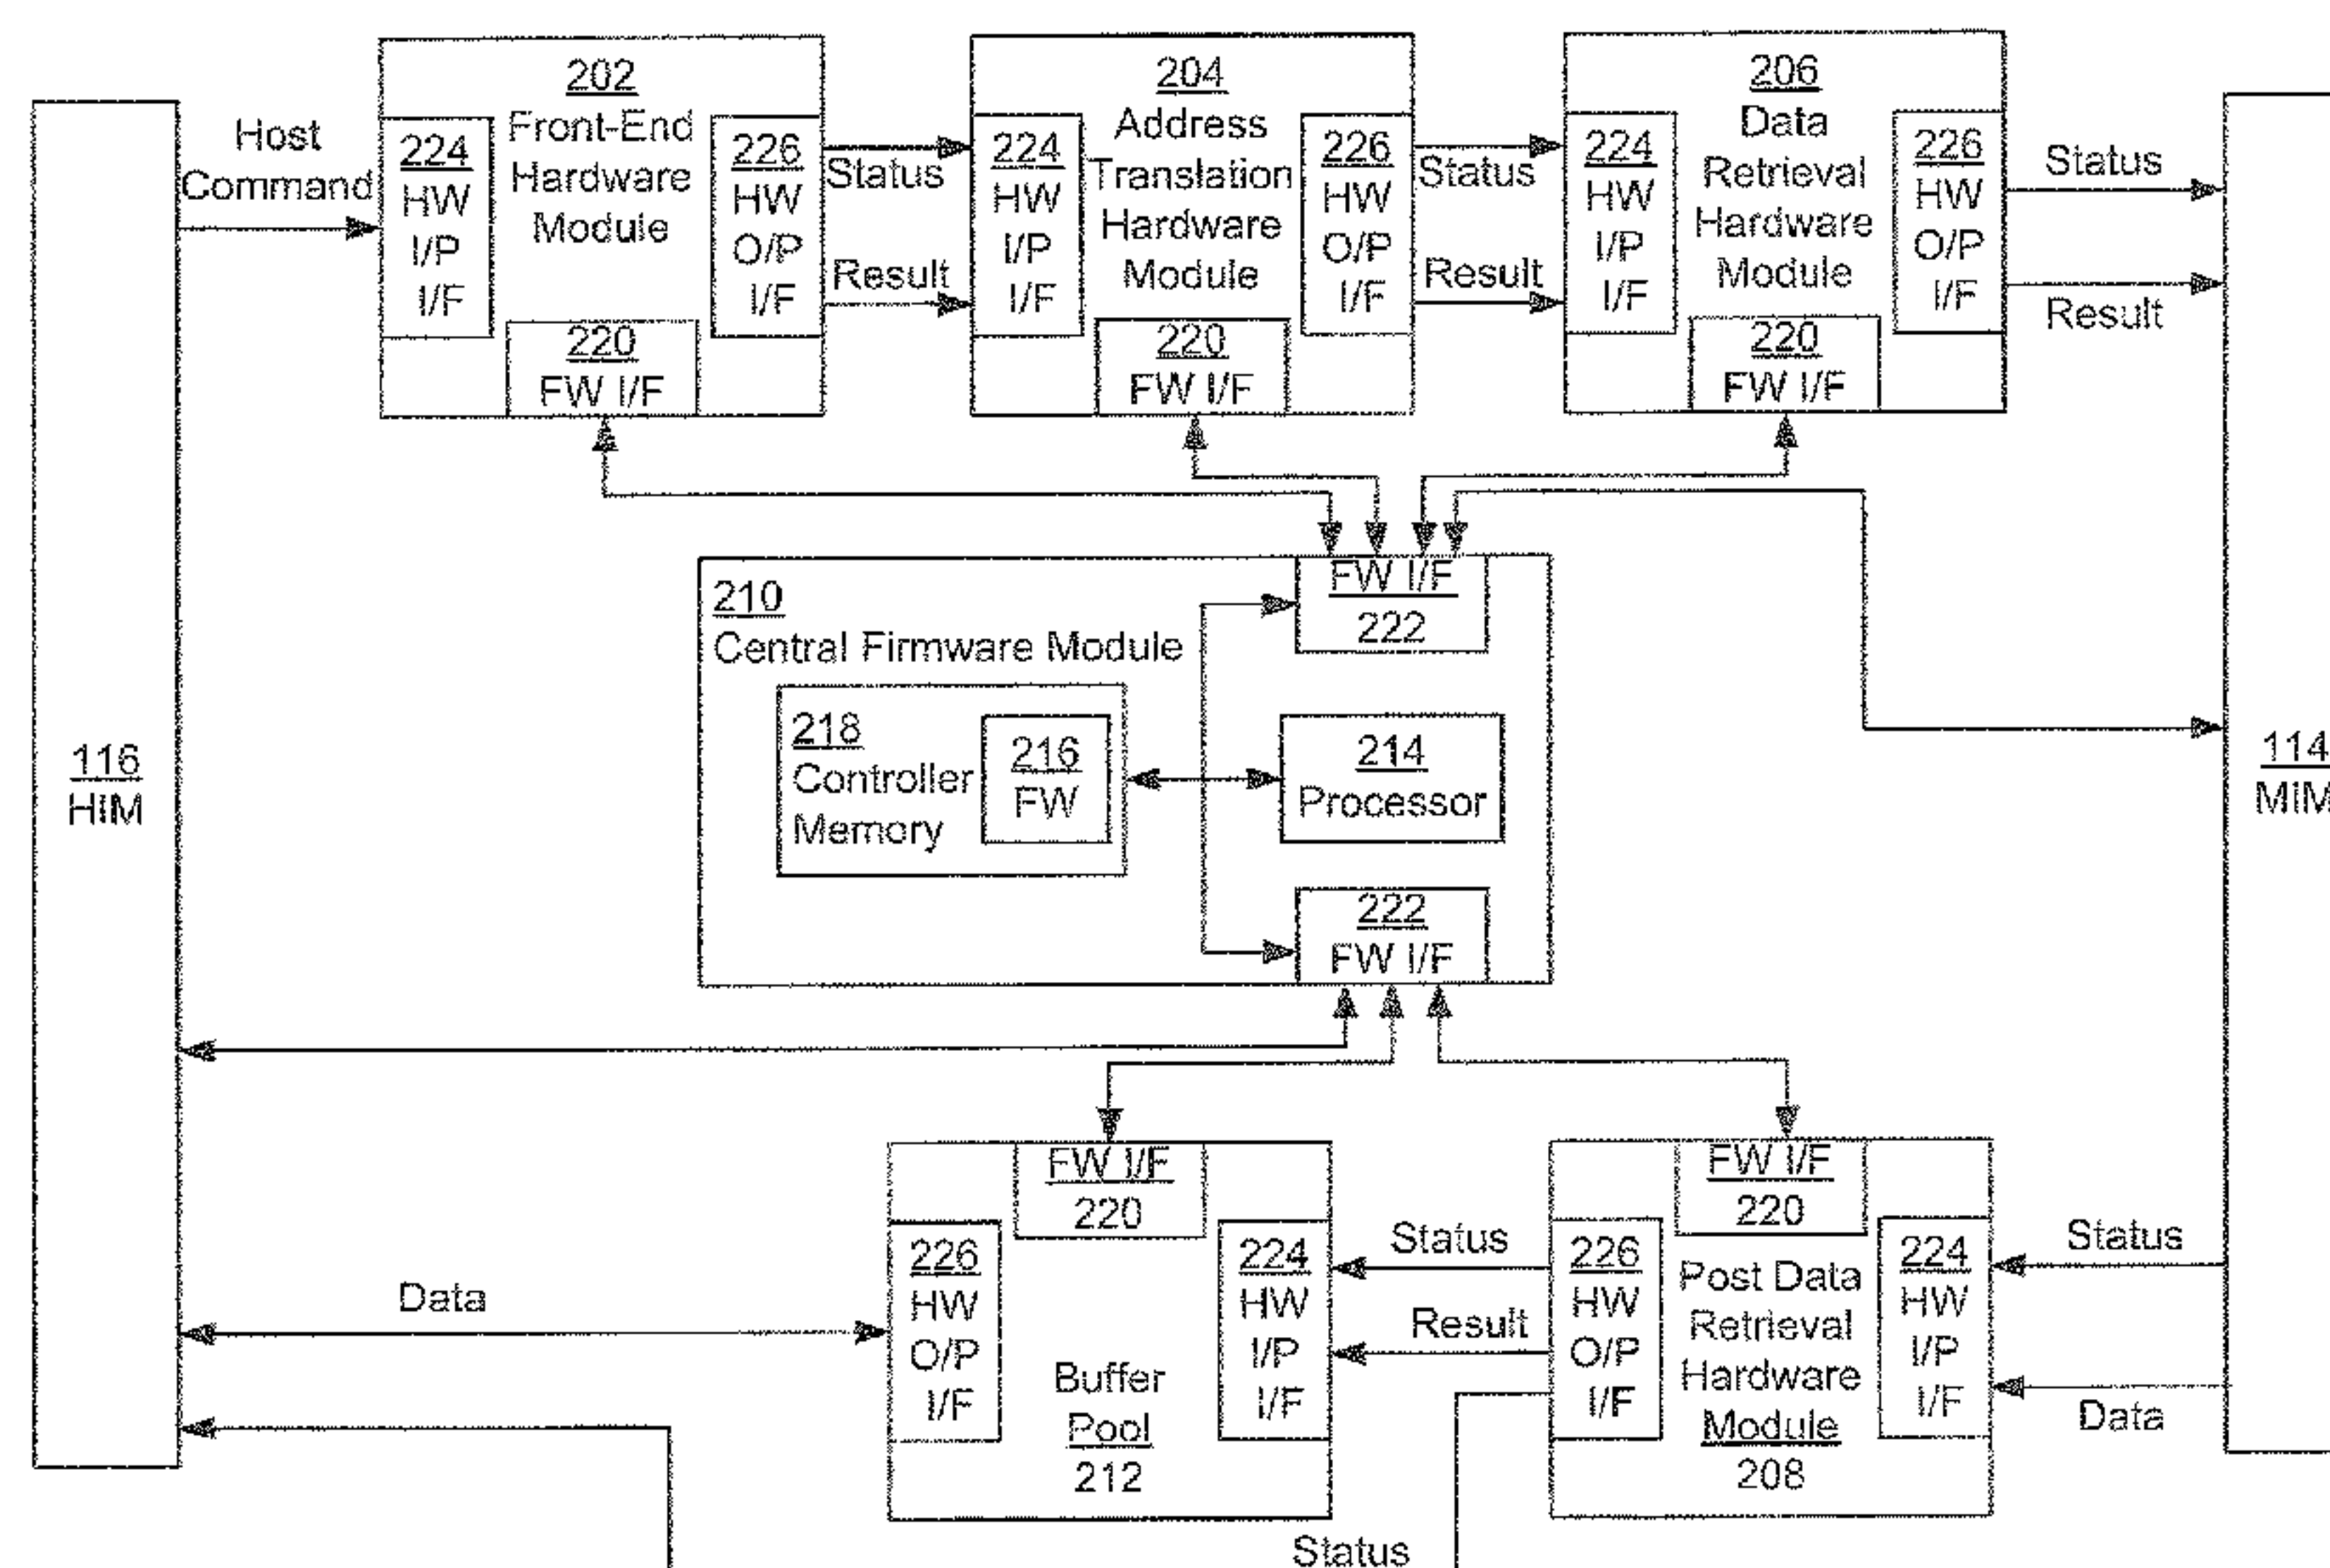 116
HIM
Host
Command
202
Front-End
Hardware
Module
224
HW
I/P
I/F
226
HW
O/P
I/F
220
FW I/F
Status
Result
204
Address
Translation
Hardware
Module
224
HW
I/P
I/F
226
HW
O/P
I/F
220
FW I/F
Status
Result
206
Data
Retrieval
Hardware
Module
224
HW
I/P
I/F
226
HW
O/P
I/F
220
FW I/F
Status
Result
114
MIM
210
Central Firmware Module
FW I/F
222
218
Controller
Memory
216
FW
214
Processor
222
FW I/F
Data
FW I/F
220
226
HW
O/P
I/F
224
HW
I/P
I/F
Buffer
Pool
212
Status
Result
FW I/F
220
226
HW
O/P
I/F
Post Data
Retrieval
Hardware
Module
208
224
HW
I/P
I/F
Status
Data
Status